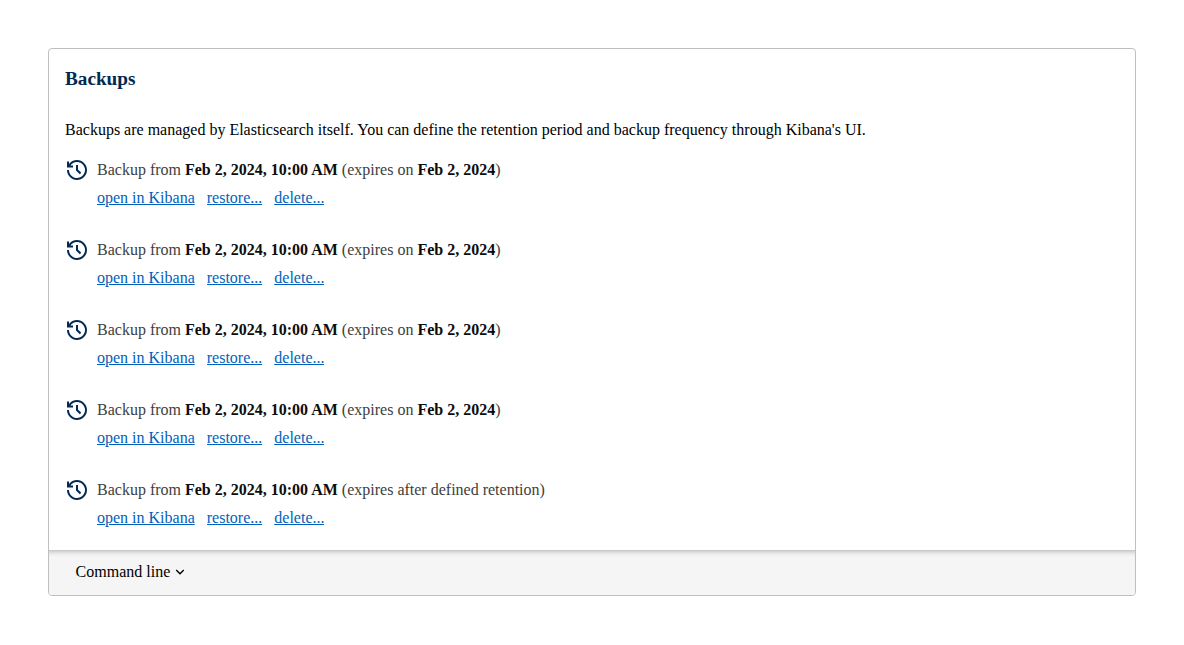 Backups
Backups are managed by Elasticsearch itself. You can define the retention period and backup frequency through Kibana's UI.
Backup from Feb 2, 2024, 10:00 AM (expires on Feb 2, 2024)
open in Kibana restore... delete...
Backup from Feb 2, 2024, 10:00 AM (expires on Feb 2, 2024)
open in Kibana restore... delete...
Backup from Feb 2, 2024, 10:00 AM (expires on Feb 2, 2024)
open in Kibana restore... delete...
Backup from Feb 2, 2024, 10:00 AM (expires on Feb 2, 2024)
open in Kibana restore... delete...
Backup from Feb 2, 2024, 10:00 AM (expires after defined retention)
open in Kibana restore... delete...
Command line